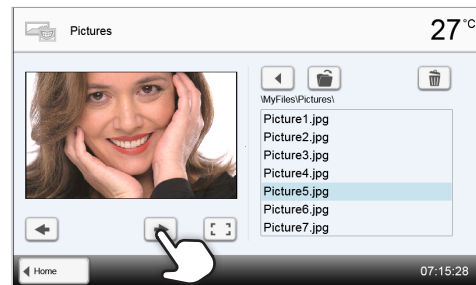 Pictures
27°C
\MyFiles\Pictures\
Picture1.jpg
Picture2.jpg
Picture3.jpg
Picture4.jpg
Picture5.jpg
Picture6.jpg
Picture7.jpg
Home
07:15:28